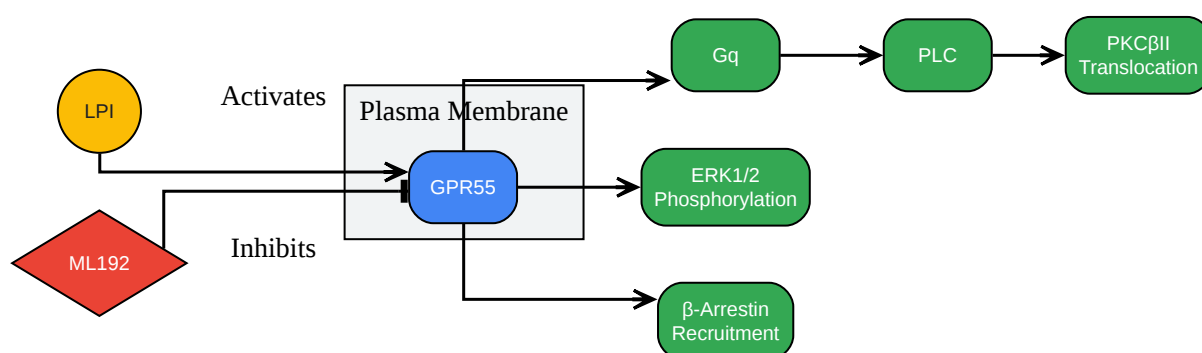 Gq
PLC
PKCβII
Translocation
LPI
Activates
Plasma Membrane
GPR55
ERK1/2
Phosphorylation
Inhibits
ML192
β-Arrestin
Recruitment